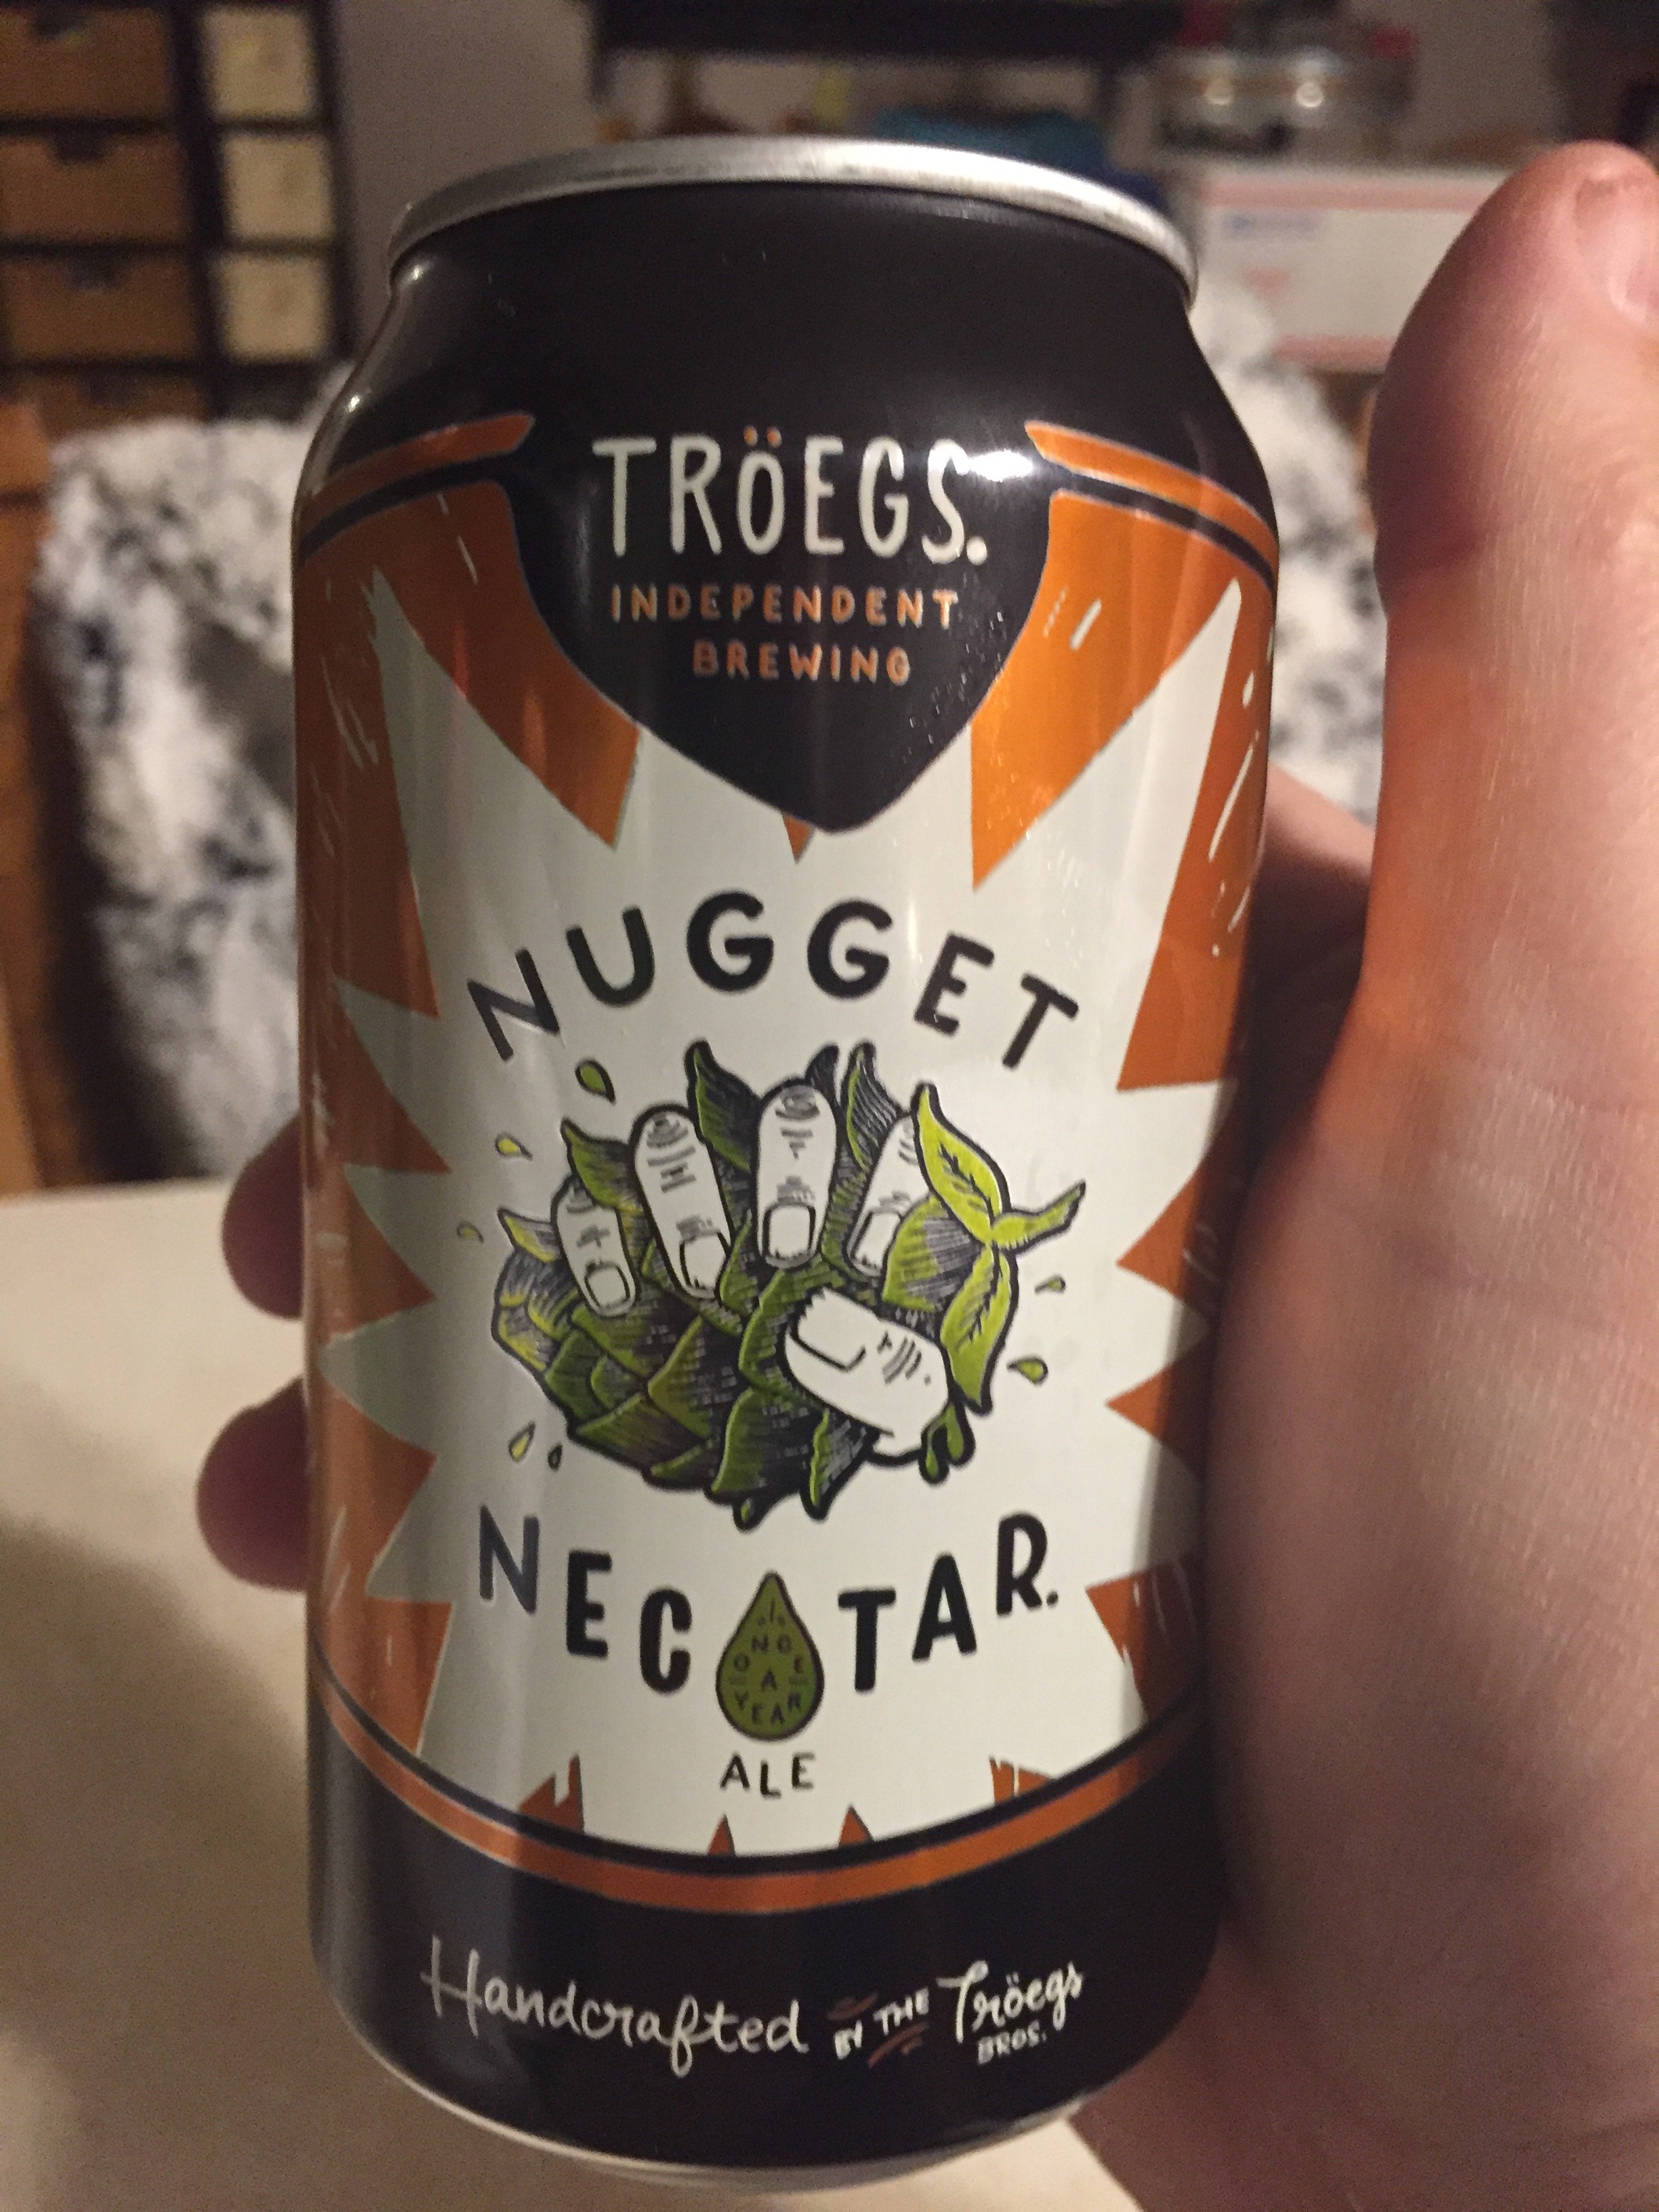 TRÖEGS.
INDEPENDENT
BREWING
NUGGET
NECTAR.
ONCE
A
YEAR
ALE
Handcrafted BY THE Tröegs
BROS.